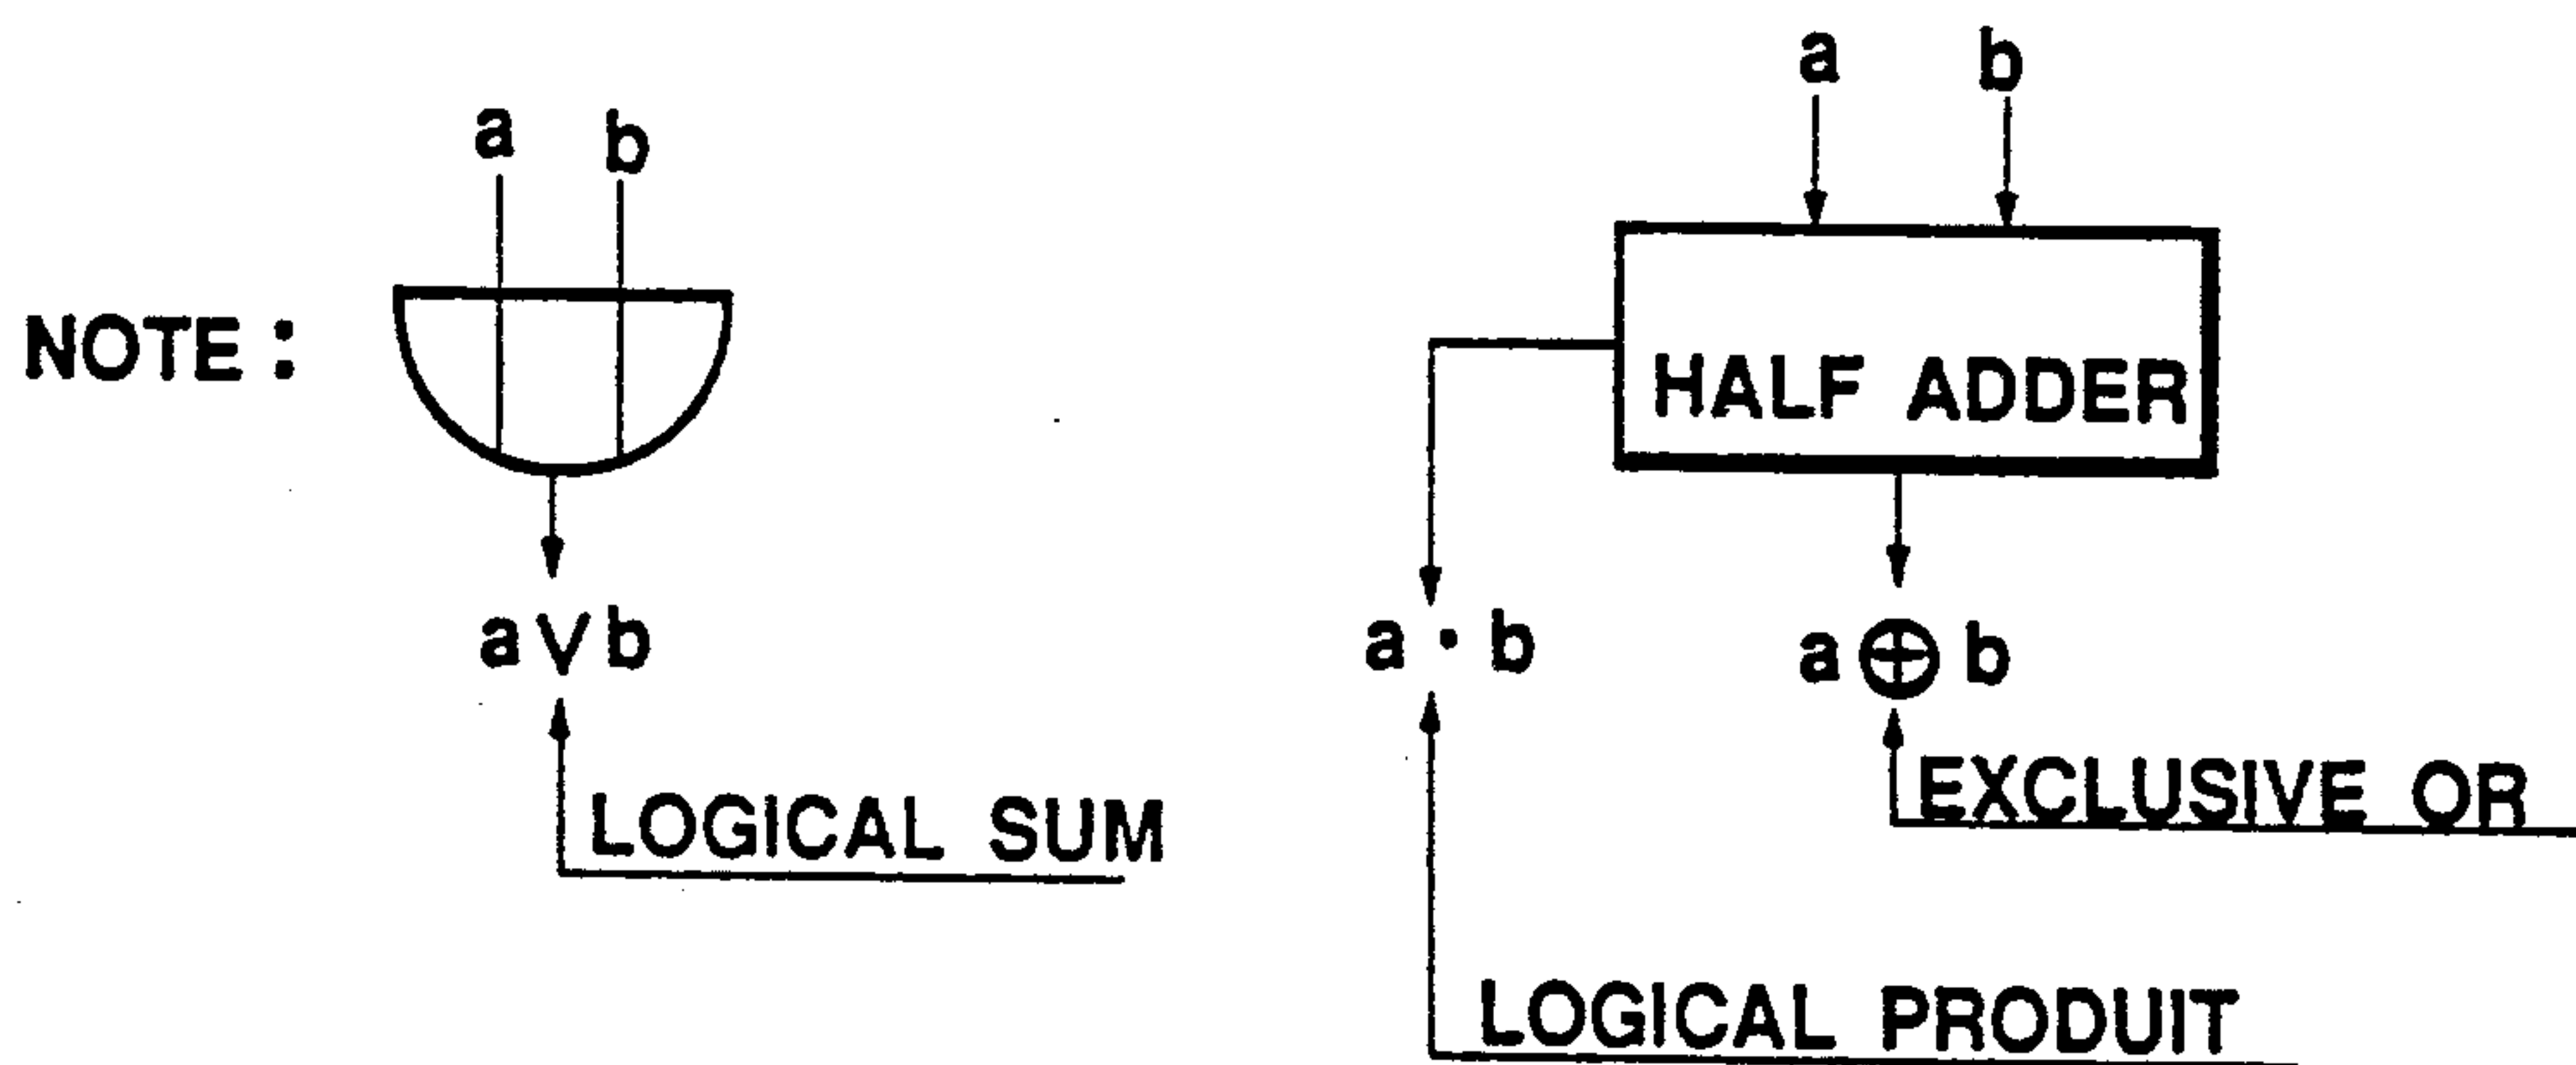 NOTE :
a b
a ∨ b
LOGICAL SUM
a b
HALF ADDER
a · b
a ⊕ b
EXCLUSIVE OR
LOGICAL PRODUIT